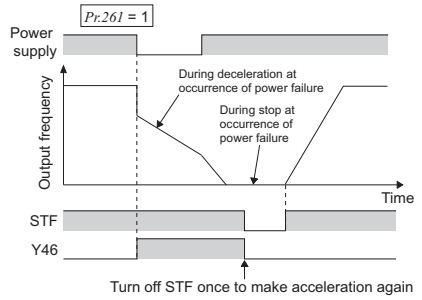 Pr.261 = 1
Power
supply
During deceleration at
occurrence of power failure
During stop at
occurrence of
power failure
Output frequency
Time
STF
Y46
Turn off STF once to make acceleration again